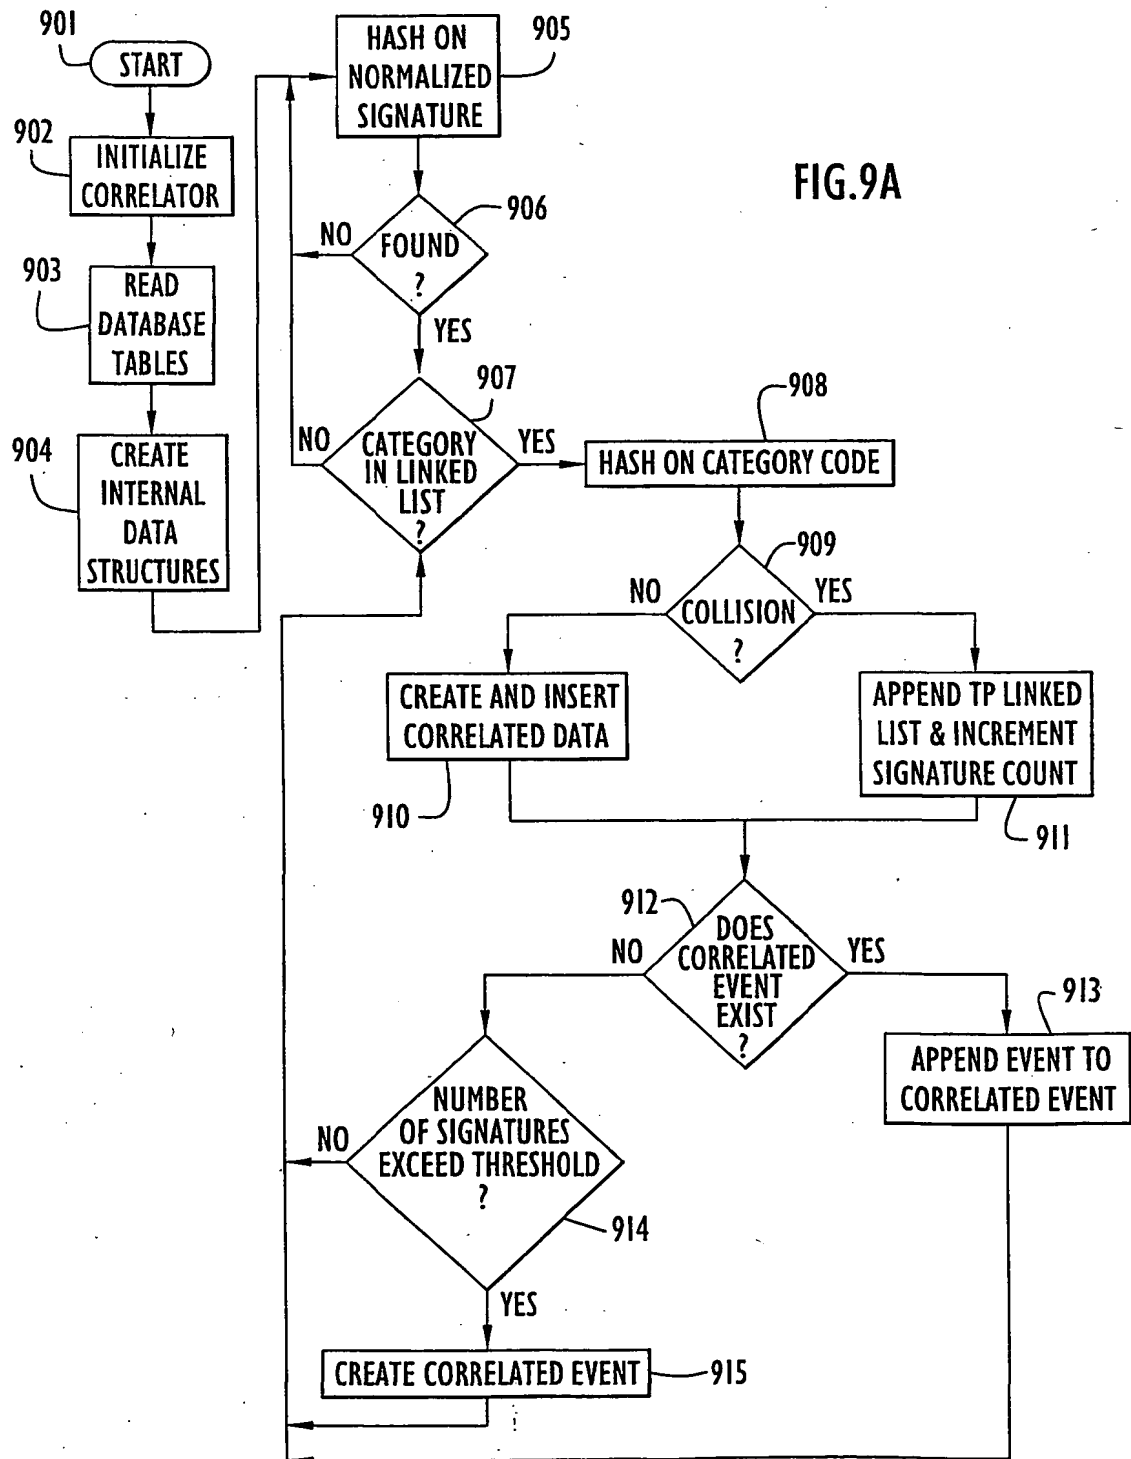 901
START
902
INITIALIZE
CORRELATOR
903
READ
DATABASE
TABLES
904
CREATE
INTERNAL
DATA
STRUCTURES
HASH ON
NORMALIZED
SIGNATURE
905
FIG.9A
906
NO
FOUND
?
YES
907
NO
CATEGORY
IN LINKED
LIST
?
YES
908
HASH ON CATEGORY CODE
909
NO
COLLISION
?
YES
CREATE AND INSERT
CORRELATED DATA
910
APPEND TP LINKED
LIST & INCREMENT
SIGNATURE COUNT
911
912
NO
DOES
CORRELATED
EVENT
EXIST
?
YES
913
APPEND EVENT TO
CORRELATED EVENT
NO
NUMBER
OF SIGNATURES
EXCEED THRESHOLD
?
914
YES
CREATE CORRELATED EVENT
915